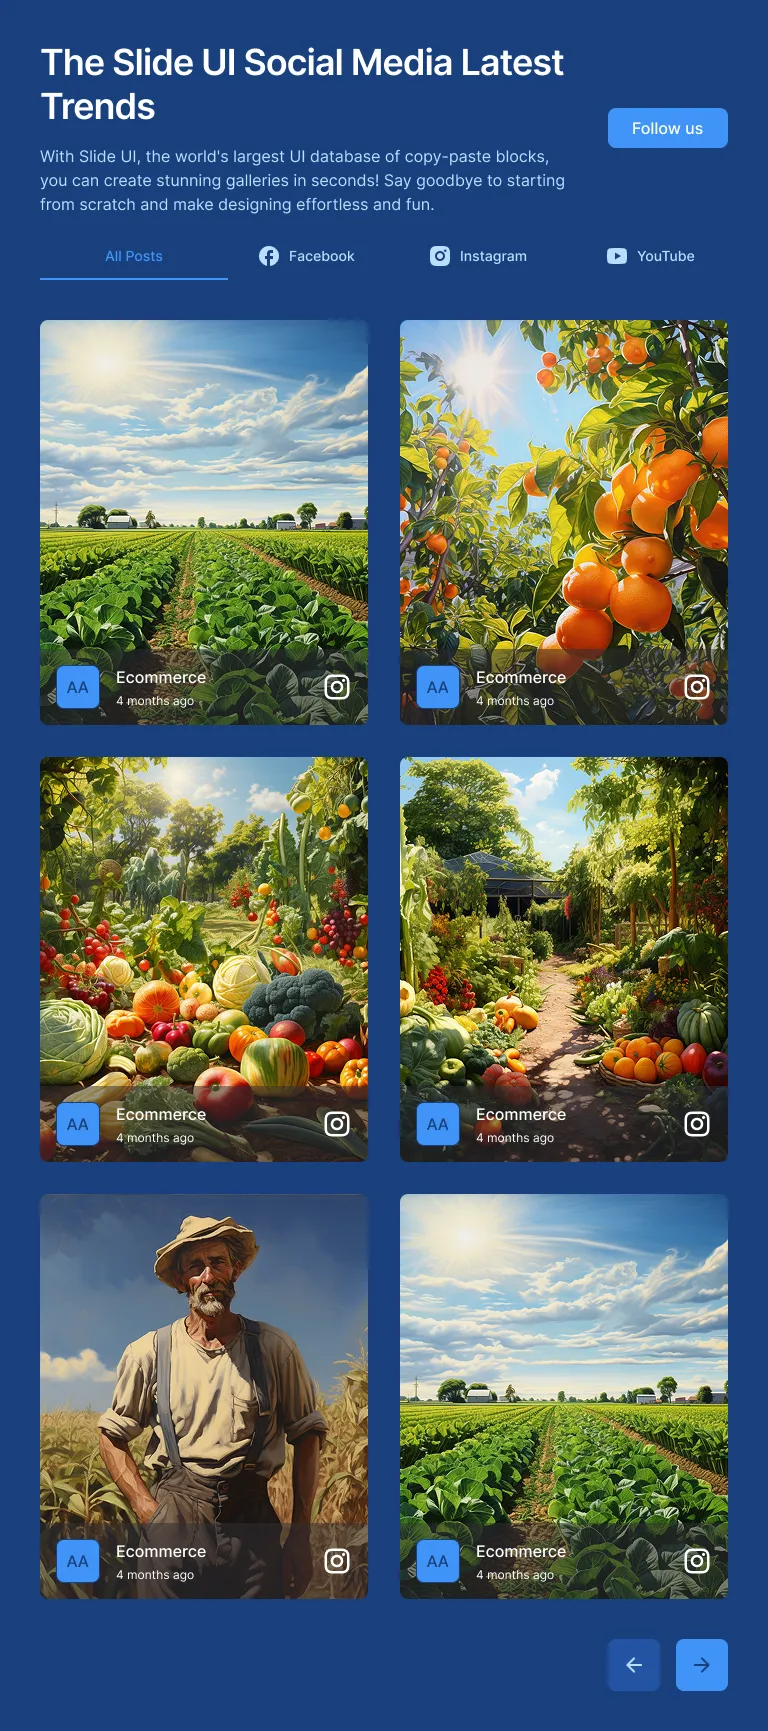 The Slide UI Social Media Latest
Trends
Follow us
With Slide UI, the world's largest UI database of copy-paste blocks,
you can create stunning galleries in seconds! Say goodbye to starting
from scratch and make designing effortless and fun.
All Posts
Facebook
Instagram
YouTube
AA
Ecommerce
4 months ago
AA
Ecommerce
4 months ago
AA
Ecommerce
4 months ago
AA
Ecommerce
4 months ago
AA
Ecommerce
4 months ago
AA
Ecommerce
4 months ago